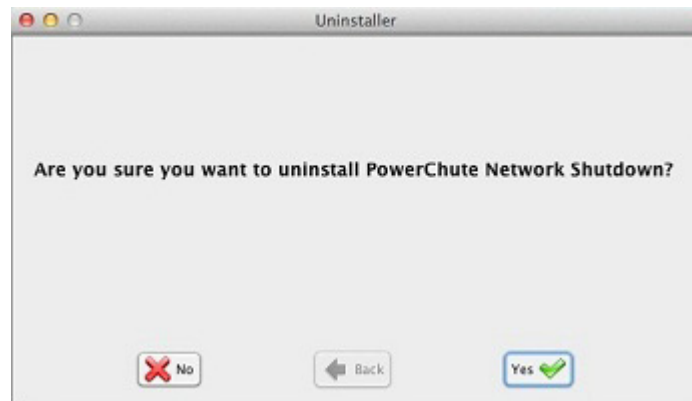 Uninstaller
Are you sure you want to uninstall PowerChute Network Shutdown?
No Back Yes